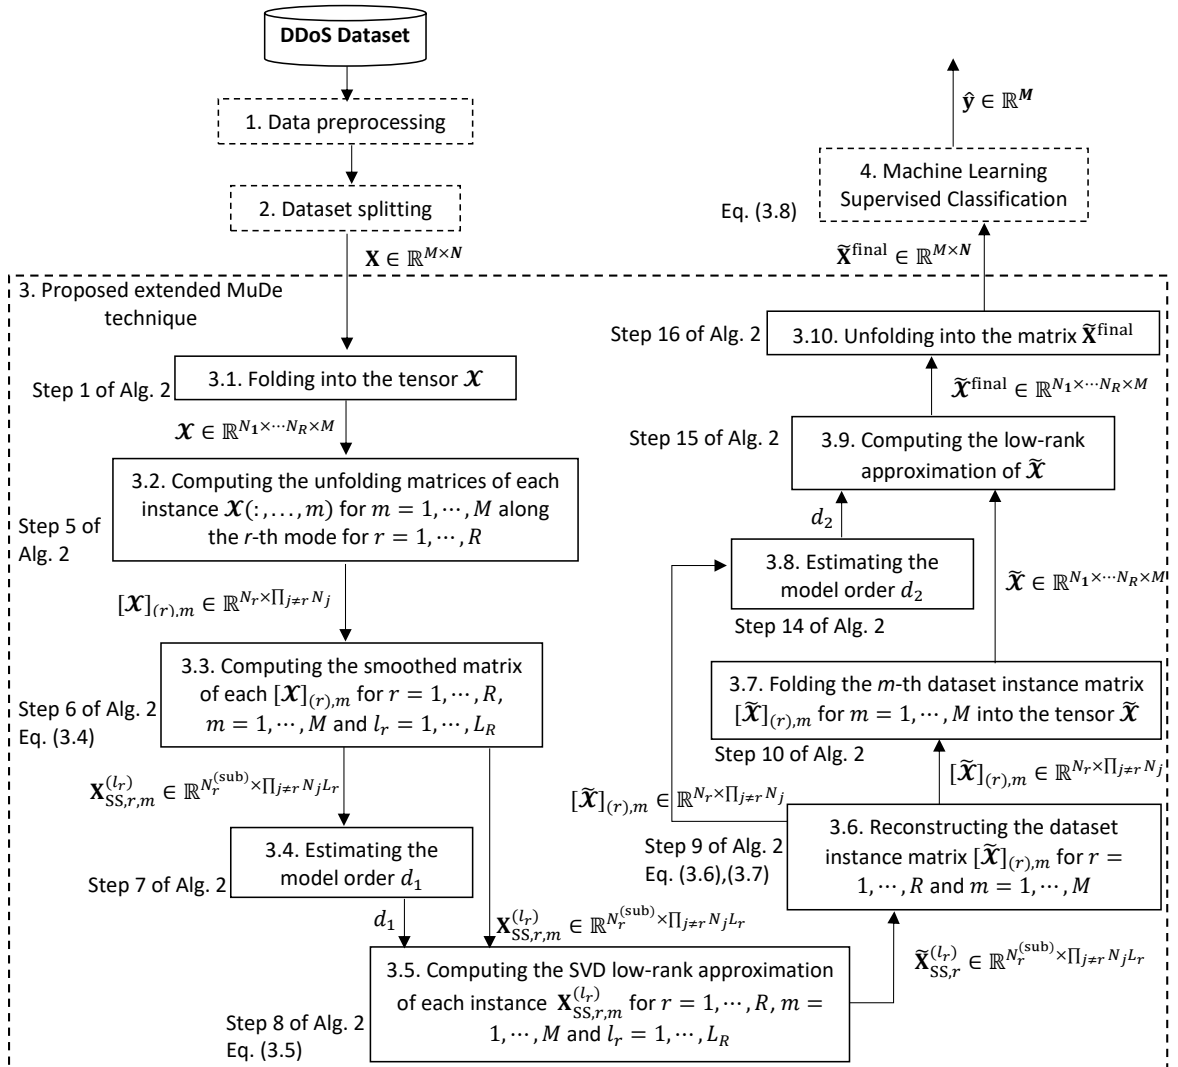 DDoS Dataset
1. Data preprocessing
2. Dataset splitting
𝐗 ∈ ℝ^{M×N}
3. Proposed extended MuDe
technique
Step 1 of Alg. 2
3.1. Folding into the tensor 𝓧
𝓧 ∈ ℝ^{N_1×⋯N_R×M}
3.2. Computing the unfolding matrices of each
instance 𝓧(:, … , m) for m = 1, ⋯ , M along
the r-th mode for r = 1, ⋯ , R
Step 5 of
Alg. 2
[𝓧]_{(r),m} ∈ ℝ^{N_r×∏_{j≠r} N_j}
3.3. Computing the smoothed matrix
of each [𝓧]_{(r),m} for r = 1, ⋯ , R,
m = 1, ⋯ , M and l_r = 1, ⋯ , L_R
Step 6 of Alg. 2
Eq. (3.4)
𝐗_{SS,r,m}^{(l_r)} ∈ ℝ^{N_r^{(sub)}×∏_{j≠r} N_j L_r}
3.4. Estimating the
model order d_1
Step 7 of Alg. 2
d_1
𝐗_{SS,r,m}^{(l_r)} ∈ ℝ^{N_r^{(sub)}×∏_{j≠r} N_j L_r}
3.5. Computing the SVD low-rank approximation
of each instance 𝐗_{SS,r,m}^{(l_r)} for r = 1, ⋯ , R, m =
1, ⋯ , M and l_r = 1, ⋯ , L_R
Step 8 of Alg. 2
Eq. (3.5)
𝐗̃_{SS,r}^{(l_r)} ∈ ℝ^{N_r^{(sub)}×∏_{j≠r} N_j L_r}
3.6. Reconstructing the dataset
instance matrix [𝓧̃]_{(r),m} for r =
1, ⋯ , R and m = 1, ⋯ , M
Step 9 of Alg. 2
Eq. (3.6),(3.7)
[𝓧̃]_{(r),m} ∈ ℝ^{N_r×∏_{j≠r} N_j}
[𝓧̃]_{(r),m} ∈ ℝ^{N_r×∏_{j≠r} N_j}
3.7. Folding the m-th dataset instance matrix
[𝓧̃]_{(r),m} for m = 1, ⋯ , M into the tensor 𝓧̃
Step 10 of Alg. 2
3.8. Estimating the
model order d_2
Step 14 of Alg. 2
d_2
𝓧̃ ∈ ℝ^{N_1×⋯N_R×M}
3.9. Computing the low-rank
approximation of 𝓧̃
Step 15 of Alg. 2
𝓧̃^{final} ∈ ℝ^{N_1×⋯N_R×M}
3.10. Unfolding into the matrix 𝐗̃^{final}
Step 16 of Alg. 2
𝐗̃^{final} ∈ ℝ^{M×N}
Eq. (3.8)
4. Machine Learning
Supervised Classification
𝐲̂ ∈ ℝ^M